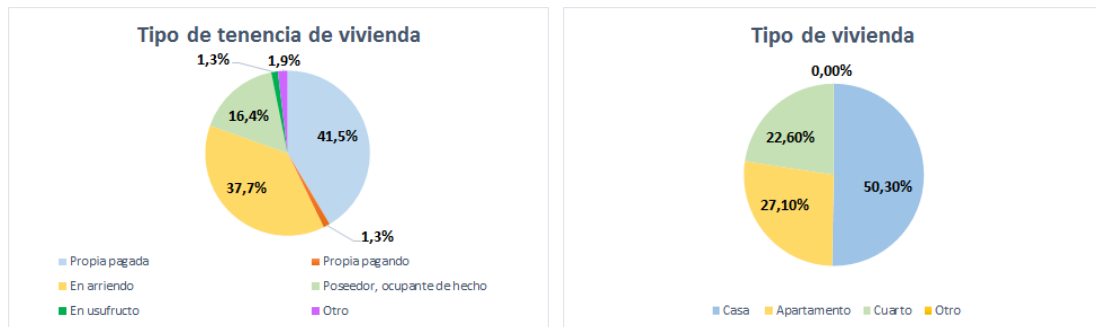 Tipo de tenencia de vivienda
1,3%
1,9%
16,4%
41,5%
37,7%
1,3%
Propia pagada
Propia pagando
En arriendo
Poseedor, ocupante de hecho
En usufructo
Otro
Tipo de vivienda
0,00%
22,60%
50,30%
27,10%
Casa Apartamento Cuarto Otro